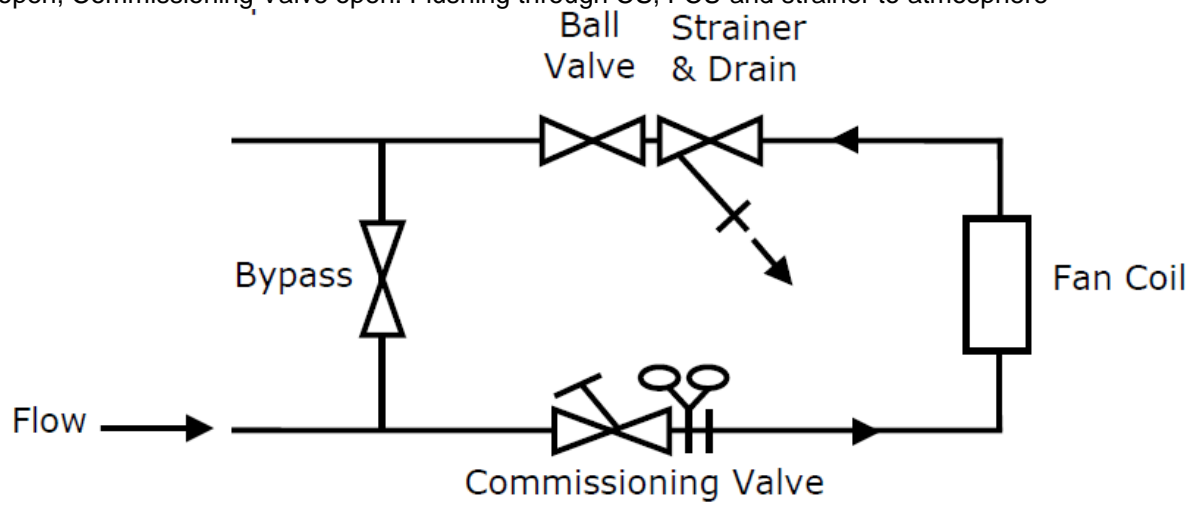 open, Commissioning Valve open. Flushing through CS, FCU and strainer to atmosphere
Ball
Valve
Strainer
& Drain
Bypass
Fan Coil
Flow
Commissioning Valve